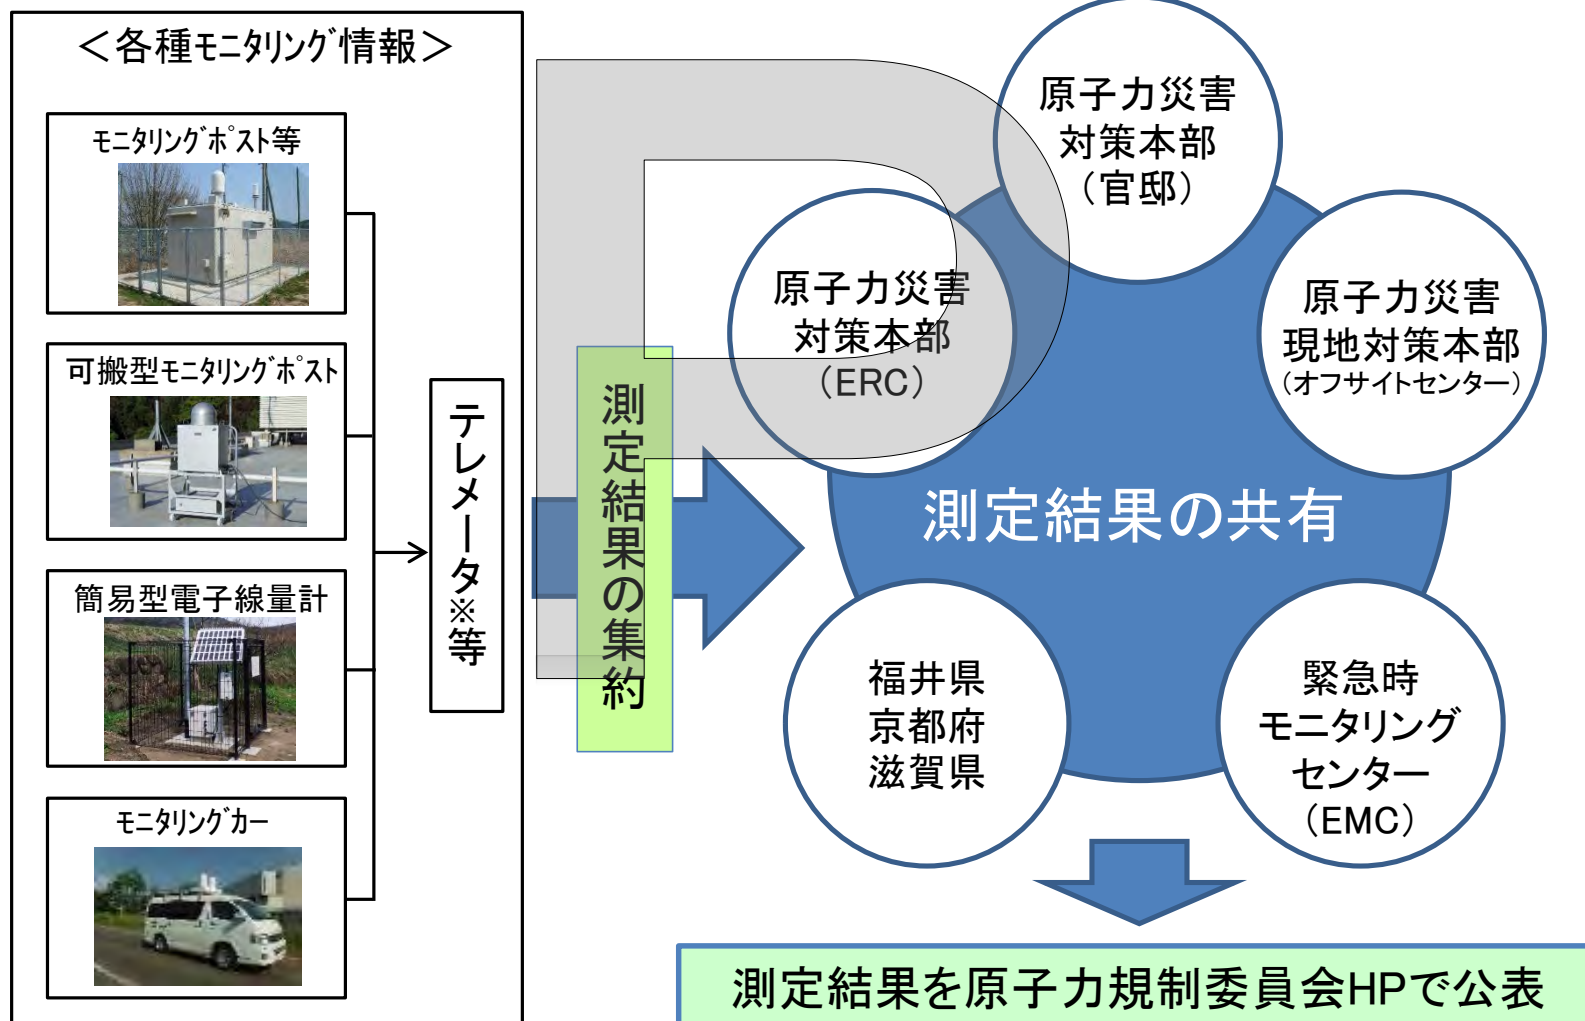 ＜各種ﾓﾆﾀﾘﾝｸﾞ情報＞
ﾓﾆﾀﾘﾝｸﾞﾎﾟｽﾄ等
可搬型ﾓﾆﾀﾘﾝｸﾞﾎﾟｽﾄ
簡易型電子線量計
ﾓﾆﾀﾘﾝｸﾞｶｰ
テレメータ※等
測定結果の集約
原子力災害
対策本部
（官邸）
原子力災害
対策本部
（ERC）
原子力災害
現地対策本部
（オフサイトセンター）
測定結果の共有
福井県
京都府
滋賀県
緊急時
モニタリング
センター
（EMC）
測定結果を原子力規制委員会HPで公表